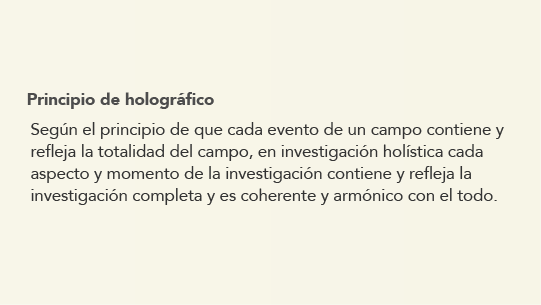 Principio de holográfico
Según el principio de que cada evento de un campo contiene y
refleja la totalidad del campo, en investigación holística cada
aspecto y momento de la investigación contiene y refleja la
investigación completa y es coherente y armónico con el todo.